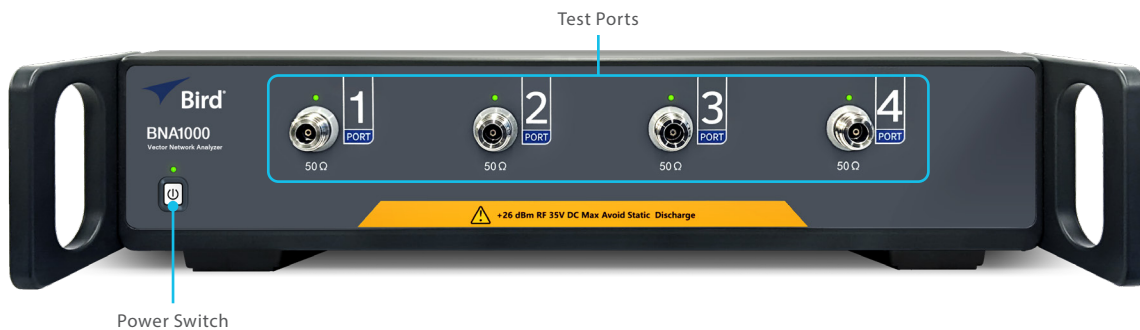 Test Ports
Bird®
BNA1000
Vector Network Analyzer
1
PORT
50 Ω
2
PORT
50 Ω
3
PORT
50 Ω
4
PORT
50 Ω
+26 dBm RF 35V DC Max Avoid Static Discharge
Power Switch